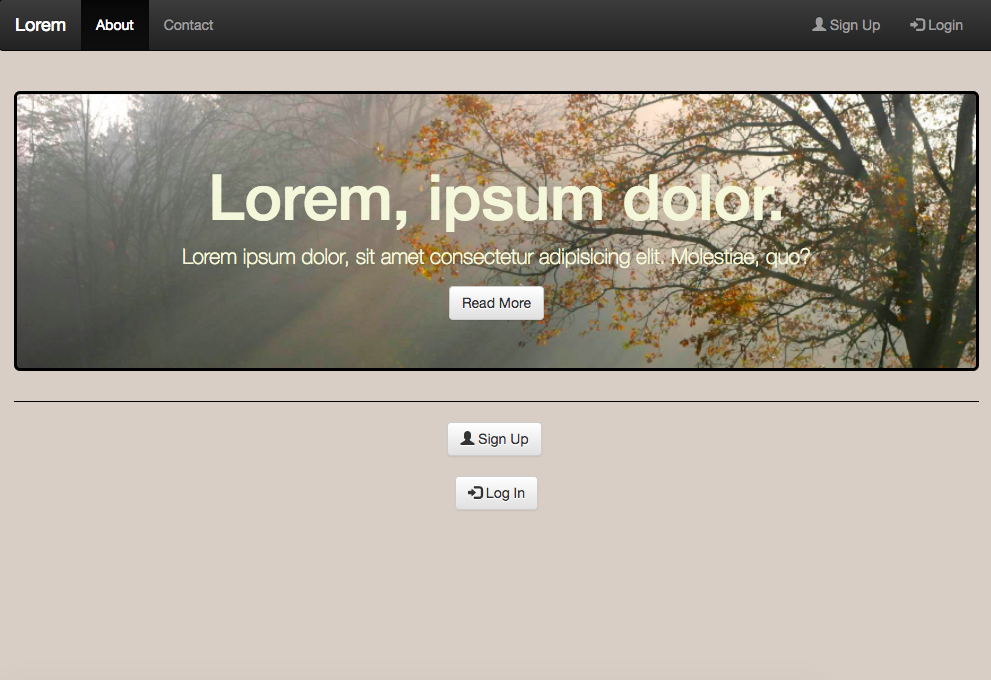 Lorem About Contact Sign Up Login
Lorem, ipsum dolor.
Lorem ipsum dolor, sit amet consectetur adipisicing elit. Molestiae, quo?
Read More
Sign Up
Log In